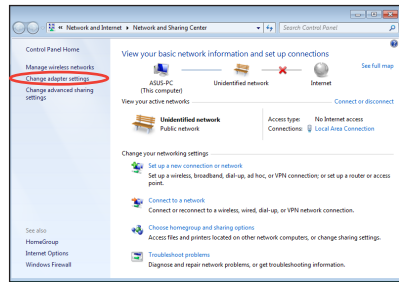 « Network and Internet ▸ Network and Sharing Center
Search Control Panel
Control Panel Home
Manage wireless networks
Change adapter settings
Change advanced sharing
settings
See also
HomeGroup
Internet Options
Windows Firewall
View your basic network information and set up connections
See full map
ASUS-PC
(This computer)
Unidentified network
Internet
View your active networks
Connect or disconnect
Unidentified network
Public network
Access type: No Internet access
Connections: Local Area Connection
Change your networking settings
Set up a new connection or network
Set up a wireless, broadband, dial-up, ad hoc, or VPN connection; or set up a router or access
point.
Connect to a network
Connect or reconnect to a wireless, wired, dial-up, or VPN network connection.
Choose homegroup and sharing options
Access files and printers located on other network computers, or change sharing settings.
Troubleshoot problems
Diagnose and repair network problems, or get troubleshooting information.